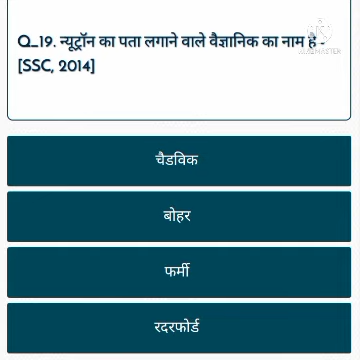 Q_19. न्यूट्रॉन का पता लगाने वाले वैज्ञानिक का नाम है -
[SSC, 2014]
चैडविक
बोहर
फर्मी
रदरफोर्ड